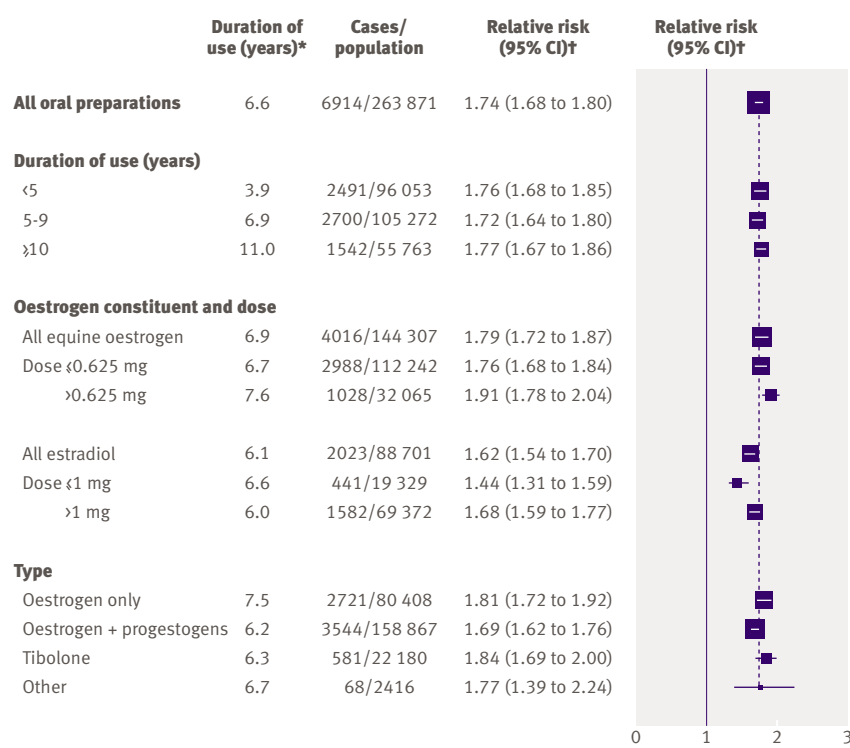 Duration of use (years)* Cases/ population Relative risk (95% CI)† Relative risk (95% CI)†
All oral preparations 6.6 6914/263 871 1.74 (1.68 to 1.80)
Duration of use (years)
<5 3.9 2491/96 053 1.76 (1.68 to 1.85)
5-9 6.9 2700/105 272 1.72 (1.64 to 1.80)
≥10 11.0 1542/55 763 1.77 (1.67 to 1.86)
Oestrogen constituent and dose
All equine oestrogen 6.9 4016/144 307 1.79 (1.72 to 1.87)
Dose ≤0.625 mg 6.7 2988/112 242 1.76 (1.68 to 1.84)
>0.625 mg 7.6 1028/32 065 1.91 (1.78 to 2.04)
All estradiol 6.1 2023/88 701 1.62 (1.54 to 1.70)
Dose ≤1 mg 6.6 441/19 329 1.44 (1.31 to 1.59)
>1 mg 6.0 1582/69 372 1.68 (1.59 to 1.77)
Type
Oestrogen only 7.5 2721/80 408 1.81 (1.72 to 1.92)
Oestrogen + progestogens 6.2 3544/158 867 1.69 (1.62 to 1.76)
Tibolone 6.3 581/22 180 1.84 (1.69 to 2.00)
Other 6.7 68/2416 1.77 (1.39 to 2.24)
0 1 2 3